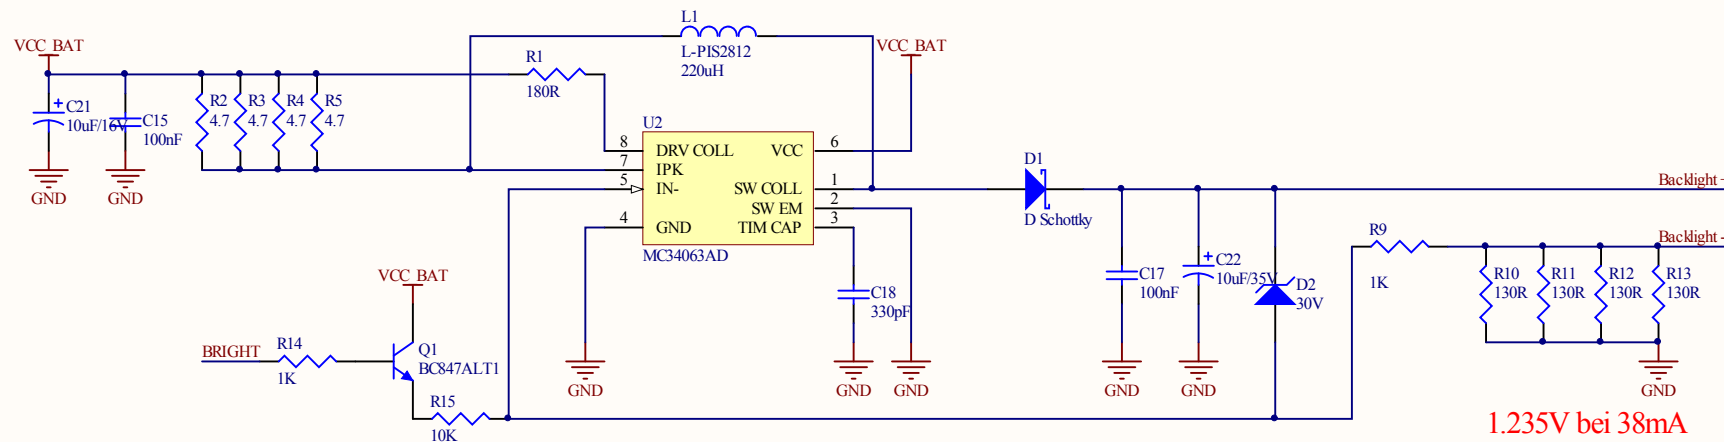 L1
L-PIS2812
220uH
VCC_BAT
VCC_BAT
R1
180R
C21
10uF/16V
C15
100nF
R2
4.7
R3
4.7
R4
4.7
R5
4.7
GND
GND
U2
8
DRV COLL
VCC
6
7
IPK
5
IN-
SW COLL
1
SW EM
2
4
GND
TIM CAP
3
MC34063AD
D1
D Schottky
Backlight +
Backlight -
R9
1K
C17
100nF
C22
10uF/35V
D2
30V
R10
130R
R11
130R
R12
130R
R13
130R
C18
330pF
VCC_BAT
BRIGHT
R14
1K
Q1
BC847ALT1
R15
10K
GND
GND
GND
GND
GND
GND
1.235V bei 38mA